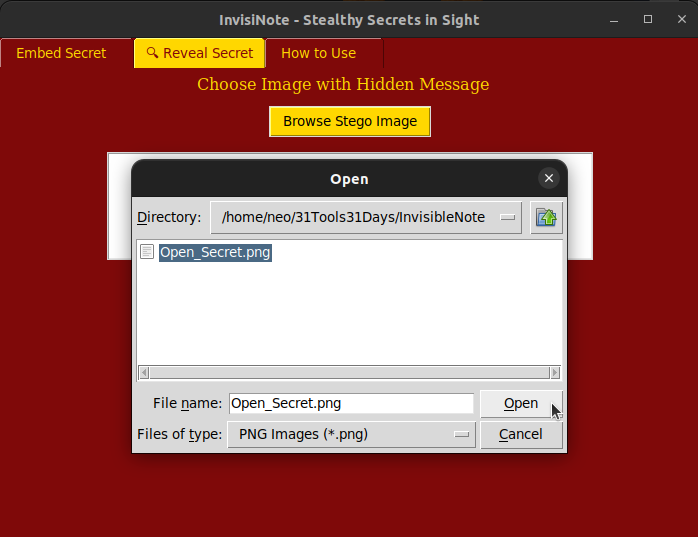 InvisiNote - Stealthy Secrets in Sight
Embed Secret
Reveal Secret
How to Use
Choose Image with Hidden Message
Browse Stego Image
Open
Directory: /home/neo/31Tools31Days/InvisibleNote
Open_Secret.png
File name: Open_Secret.png
Open
Files of type: PNG Images (*.png)
Cancel